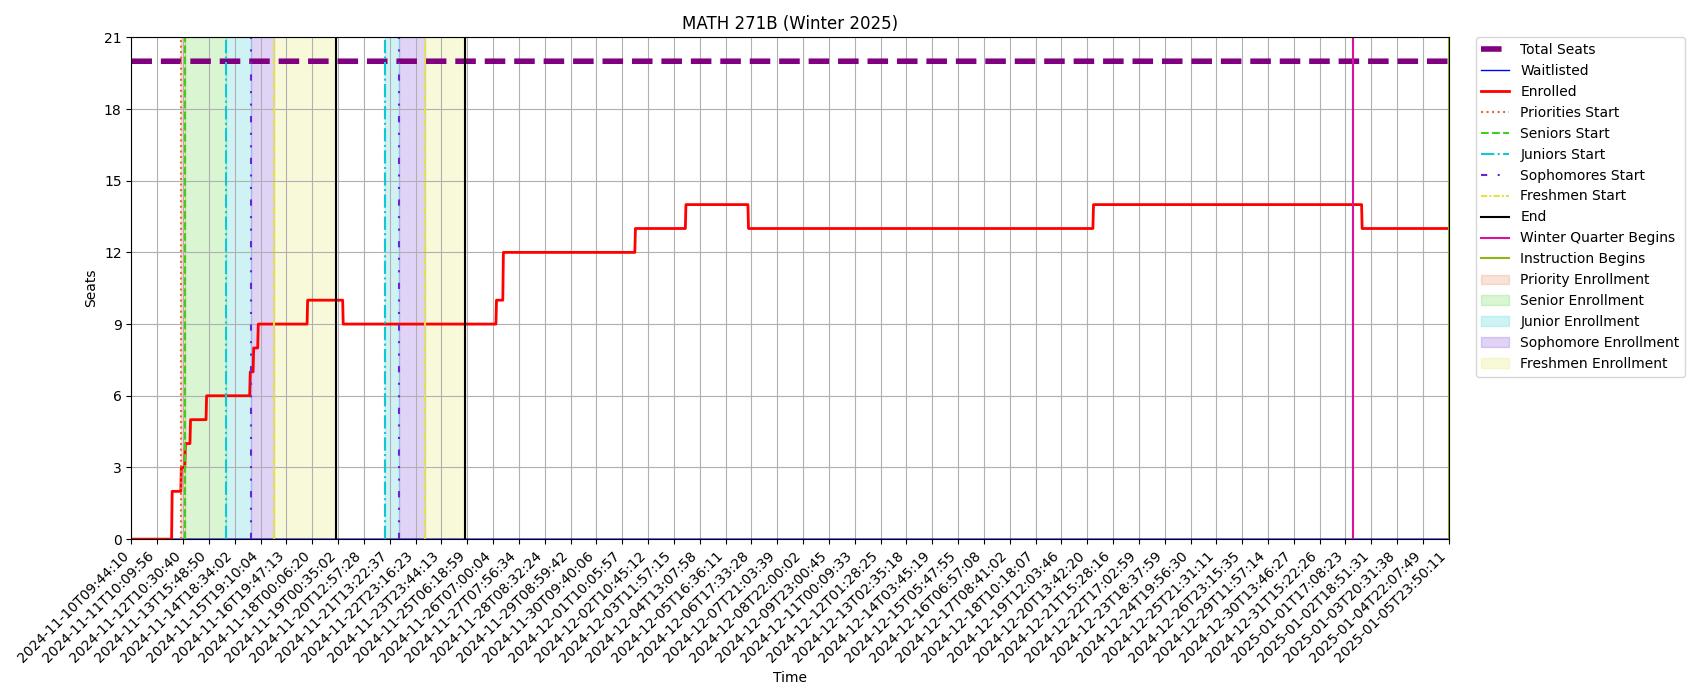 MATH 271B (Winter 2025)
21
18
15
12
9
6
3
0
Seats
2024-11-10T09:44:10
2024-11-11T10:09:56
2024-11-12T10:30:40
2024-11-13T15:48:50
2024-11-14T18:34:02
2024-11-15T19:10:04
2024-11-16T19:47:13
2024-11-18T00:06:20
2024-11-19T00:35:02
2024-11-20T12:57:28
2024-11-21T13:22:37
2024-11-22T23:16:23
2024-11-23T23:44:13
2024-11-25T06:18:59
2024-11-26T07:00:04
2024-11-27T07:56:34
2024-11-28T08:32:24
2024-11-29T08:59:42
2024-11-30T09:40:06
2024-12-01T10:05:57
2024-12-02T10:45:12
2024-12-03T11:57:15
2024-12-04T13:07:58
2024-12-05T16:36:11
2024-12-06T17:33:28
2024-12-07T21:03:39
2024-12-08T22:00:02
2024-12-09T23:00:45
2024-12-11T00:09:33
2024-12-12T01:28:25
2024-12-13T02:35:18
2024-12-14T03:45:19
2024-12-15T05:47:55
2024-12-16T06:57:08
2024-12-17T08:41:02
2024-12-18T10:18:07
2024-12-19T12:03:46
2024-12-20T13:42:20
2024-12-21T15:28:16
2024-12-22T17:02:59
2024-12-23T18:37:59
2024-12-24T19:56:30
2024-12-25T21:31:11
2024-12-26T23:15:35
2024-12-29T11:57:14
2024-12-30T13:46:27
2024-12-31T15:22:26
2025-01-01T17:08:23
2025-01-02T18:51:31
2025-01-03T20:31:38
2025-01-04T22:07:49
2025-01-05T23:50:11
Time
Total Seats
Waitlisted
Enrolled
Priorities Start
Seniors Start
Juniors Start
Sophomores Start
Freshmen Start
End
Winter Quarter Begins
Instruction Begins
Priority Enrollment
Senior Enrollment
Junior Enrollment
Sophomore Enrollment
Freshmen Enrollment